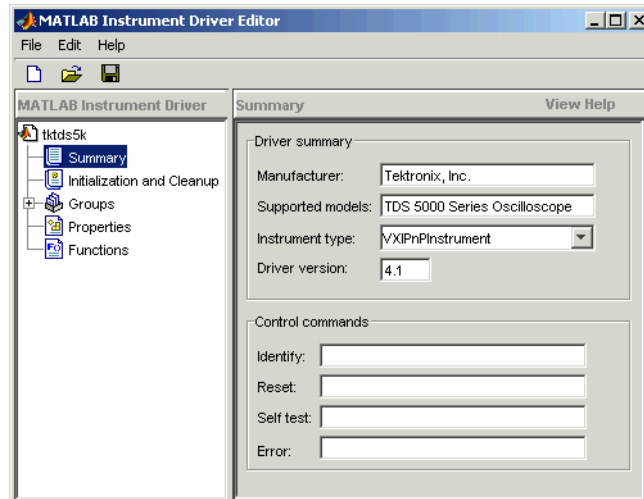 MATLAB Instrument Driver Editor
File Edit Help
MATLAB Instrument Driver
Summary View Help
tktds5k
Summary
Initialization and Cleanup
Groups
Properties
Functions
Driver summary
Manufacturer: Tektronix, Inc.
Supported models: TDS 5000 Series Oscilloscope
Instrument type: VXIPnPInstrument
Driver version: 4.1
Control commands
Identify:
Reset:
Self test:
Error: